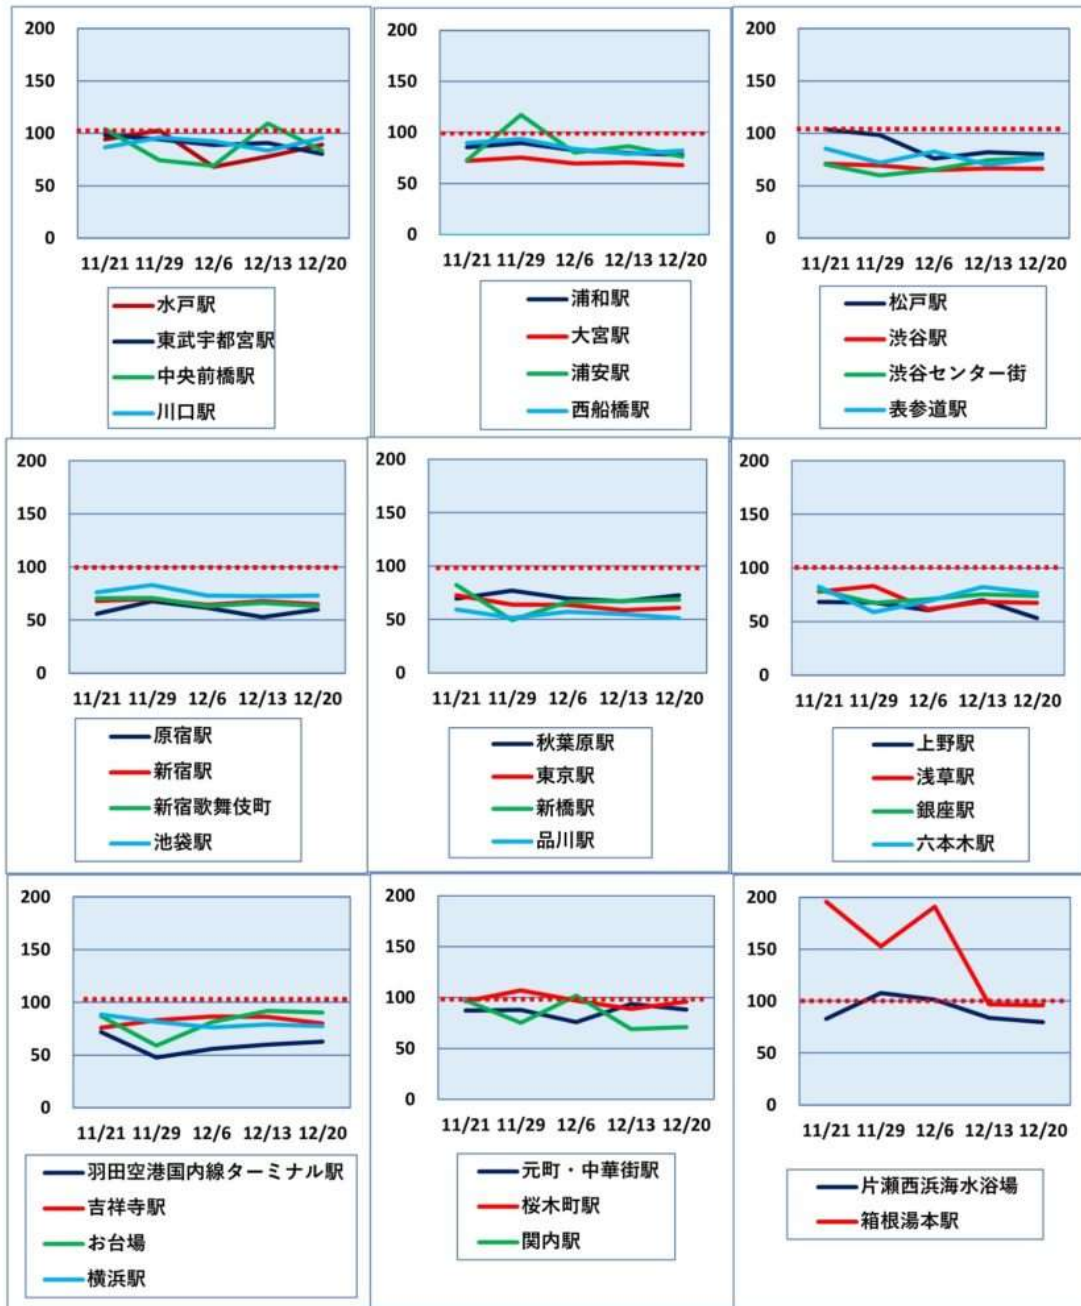 200
150
100
50
0
11/21 11/29 12/6 12/13 12/20
水戸駅
東武宇都宮駅
中央前橋駅
川口駅
200
150
100
50
0
11/21 11/29 12/6 12/13 12/20
浦和駅
大宮駅
浦安駅
西船橋駅
200
150
100
50
0
11/21 11/29 12/6 12/13 12/20
松戸駅
渋谷駅
渋谷センター街
表参道駅
200
150
100
50
0
11/21 11/29 12/6 12/13 12/20
原宿駅
新宿駅
新宿歌舞伎町
池袋駅
200
150
100
50
0
11/21 11/29 12/6 12/13 12/20
秋葉原駅
東京駅
新橋駅
品川駅
200
150
100
50
0
11/21 11/29 12/6 12/13 12/20
上野駅
浅草駅
銀座駅
六本木駅
200
150
100
50
0
11/21 11/29 12/6 12/13 12/20
羽田空港国内線ターミナル駅
吉祥寺駅
お台場
横浜駅
200
150
100
50
0
11/21 11/29 12/6 12/13 12/20
元町・中華街駅
桜木町駅
関内駅
200
150
100
50
0
11/21 11/29 12/6 12/13 12/20
片瀬西浜海水浴場
箱根湯本駅